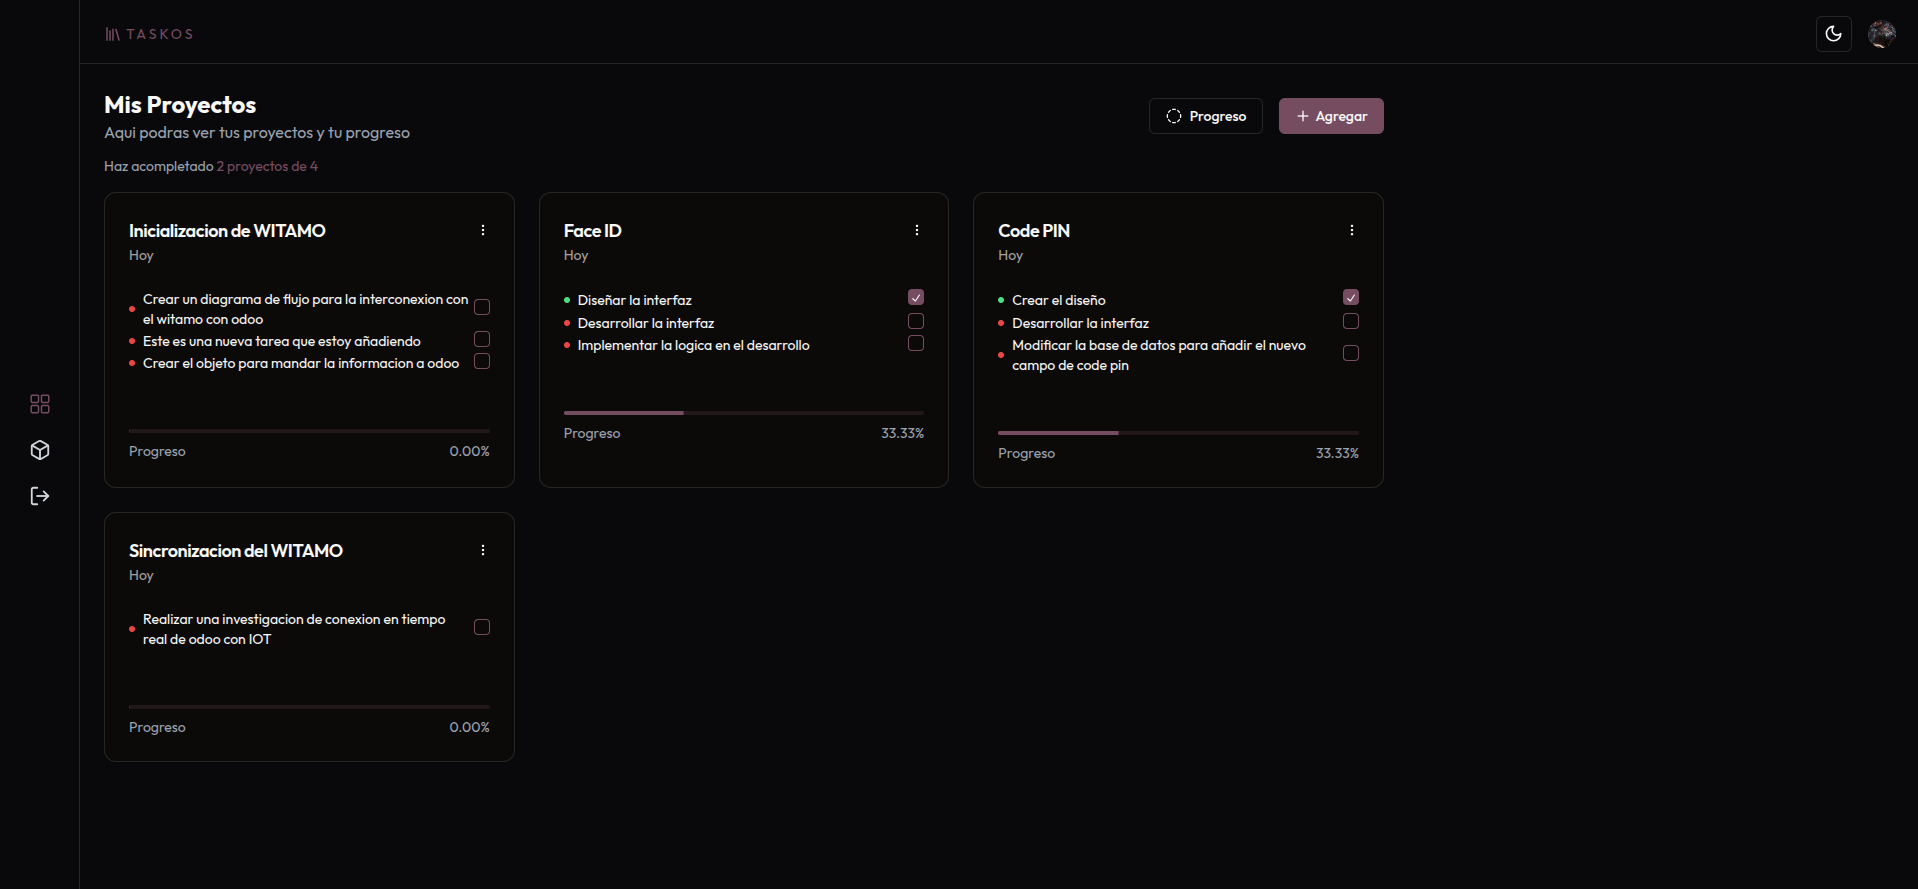 TASKOS
Mis Proyectos
Aqui podras ver tus proyectos y tu progreso
Progreso
Agregar
Haz acompletado 2 proyectos de 4
Inicializacion de WITAMO
Hoy
Crear un diagrama de flujo para la interconexion con
el witamo con odoo
Este es una nueva tarea que estoy añadiendo
Crear el objeto para mandar la informacion a odoo
Progreso
0.00%
Face ID
Hoy
Diseñar la interfaz
Desarrollar la interfaz
Implementar la logica en el desarrollo
Progreso
33.33%
Code PIN
Hoy
Crear el diseño
Desarrollar la interfaz
Modificar la base de datos para añadir el nuevo
campo de code pin
Progreso
33.33%
Sincronizacion del WITAMO
Hoy
Realizar una investigacion de conexion en tiempo
real de odoo con IOT
Progreso
0.00%